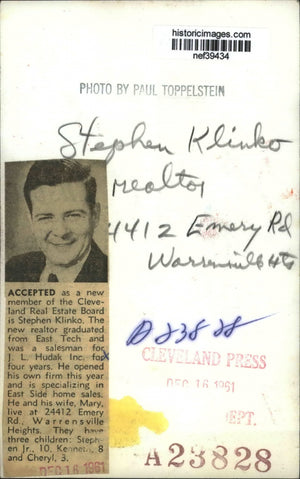 historicimages.com
nef39434
PHOTO BY PAUL TOPPELSTEIN
Stephen Klinko
realtor
4412 Emery Rd
Warrensville Hts
ACCEPTED as a new
member of the Cleve-
land Real Estate Board
is Stephen Klinko. The
new realtor graduated
from East Tech and
was a salesman for
J. L. Hudak Inc. for
four years. He opened
his own firm this year
and is specializing in
East Side home sales.
He and his wife, Mary,
live at 24412 Emery
Rd., Warrensville
Heights. They have
three children: Steph-
en Jr., 10, Kenneth, 8
and Cheryl, 3.
DEC 16 1961
CLEVELAND PRESS
DEC 16 1961
DEPT.
A23828